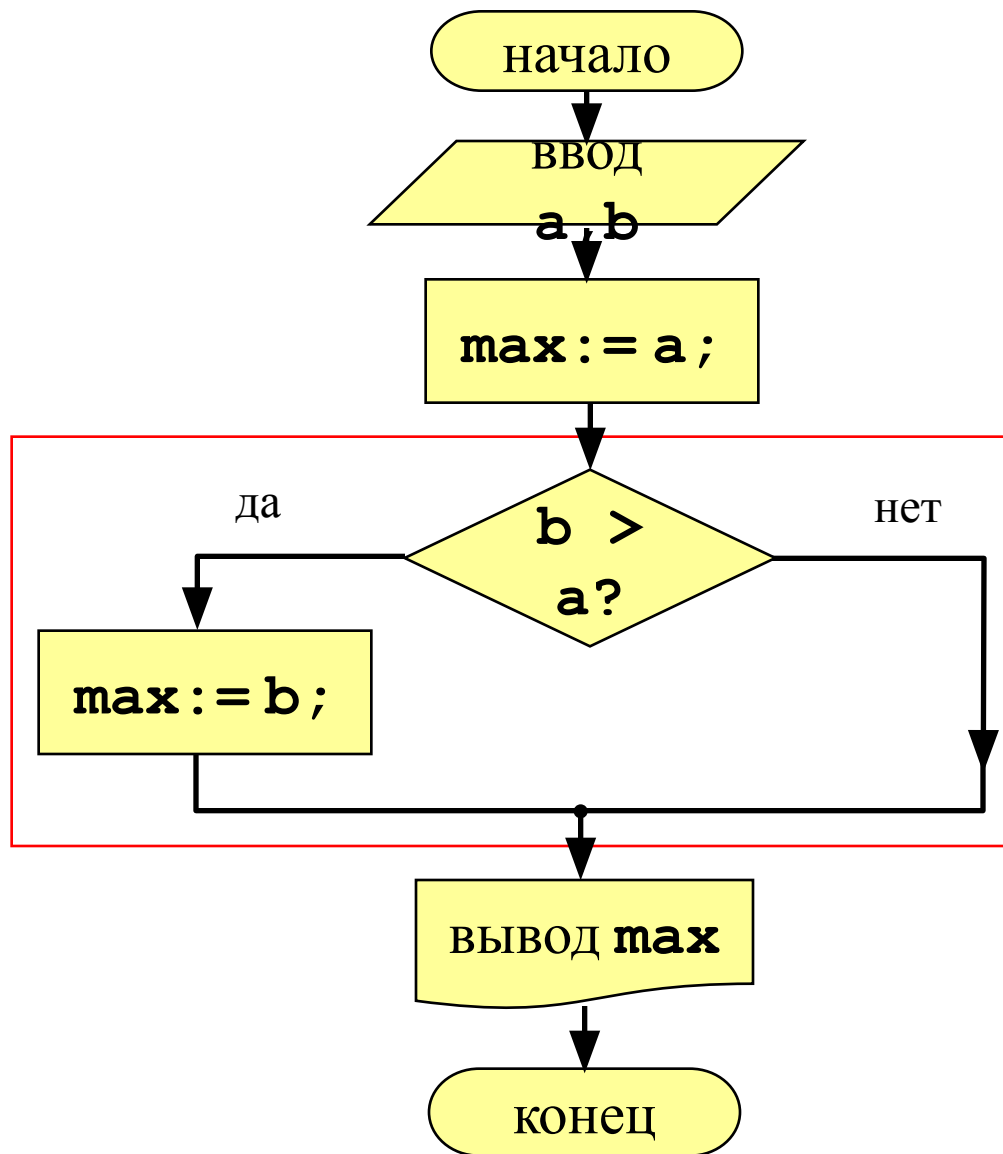 начало
ввод
a,b
max:= a;
да
нет
b >
a?
max:= b;
вывод max
конец